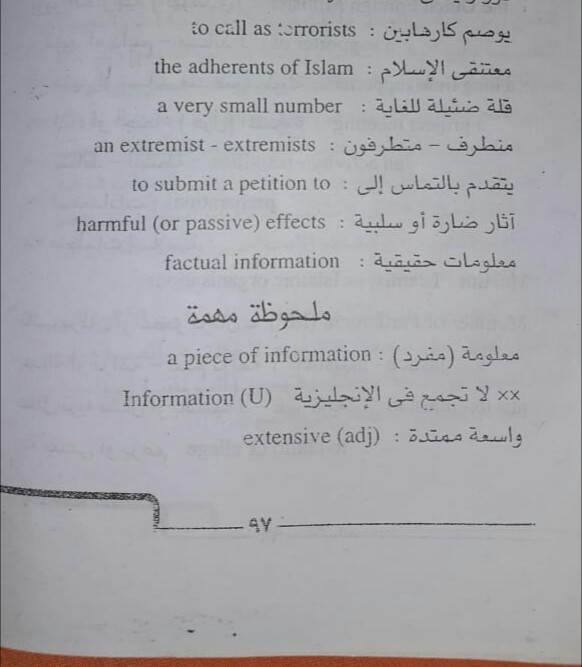 يوصم كارهابين : to call as terrorists
معتنقى الإسلام : the adherents of Islam
قلة ضئيلة للغاية : a very small number
متطرف - متطرفون : an extremist - extremists
يتقدم بالتماس إلى : to submit a petition to
آثار ضارة أو سلبية : harmful (or passive) effects
معلومات حقيقية : factual information
ملحوظة مهمة
معلومة (مفرد) : a piece of information
×× لا تجمع فى الإنجليزية Information (U)
واسعة ممتدة : extensive (adj)
٩٧